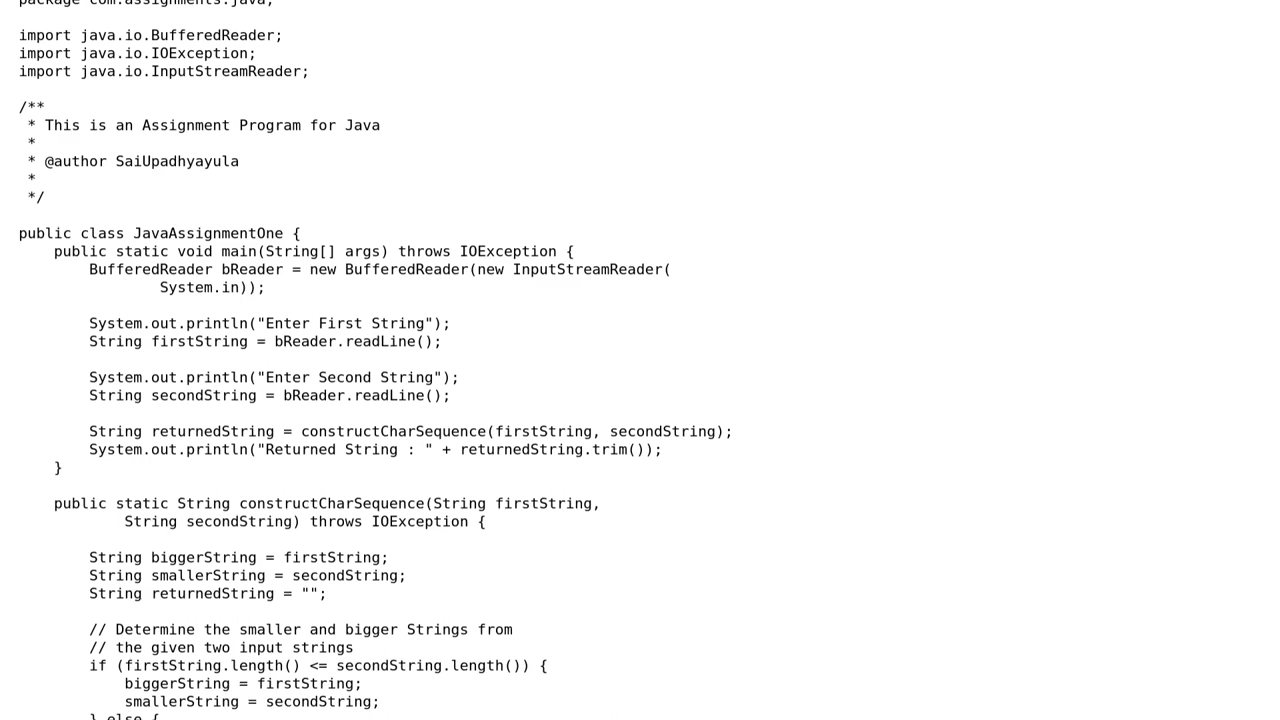 package com.assignments.java;

import java.io.BufferedReader;
import java.io.IOException;
import java.io.InputStreamReader;

/**
 * This is an Assignment Program for Java
 *
 * @author SaiUpadhyayula
 *
 */

public class JavaAssignmentOne {
    public static void main(String[] args) throws IOException {
        BufferedReader bReader = new BufferedReader(new InputStreamReader(
                System.in));

        System.out.println("Enter First String");
        String firstString = bReader.readLine();

        System.out.println("Enter Second String");
        String secondString = bReader.readLine();

        String returnedString = constructCharSequence(firstString, secondString);
        System.out.println("Returned String : " + returnedString.trim());
    }

    public static String constructCharSequence(String firstString,
            String secondString) throws IOException {

        String biggerString = firstString;
        String smallerString = secondString;
        String returnedString = "";

        // Determine the smaller and bigger Strings from
        // the given two input strings
        if (firstString.length() <= secondString.length()) {
            biggerString = firstString;
            smallerString = secondString;
        } else {